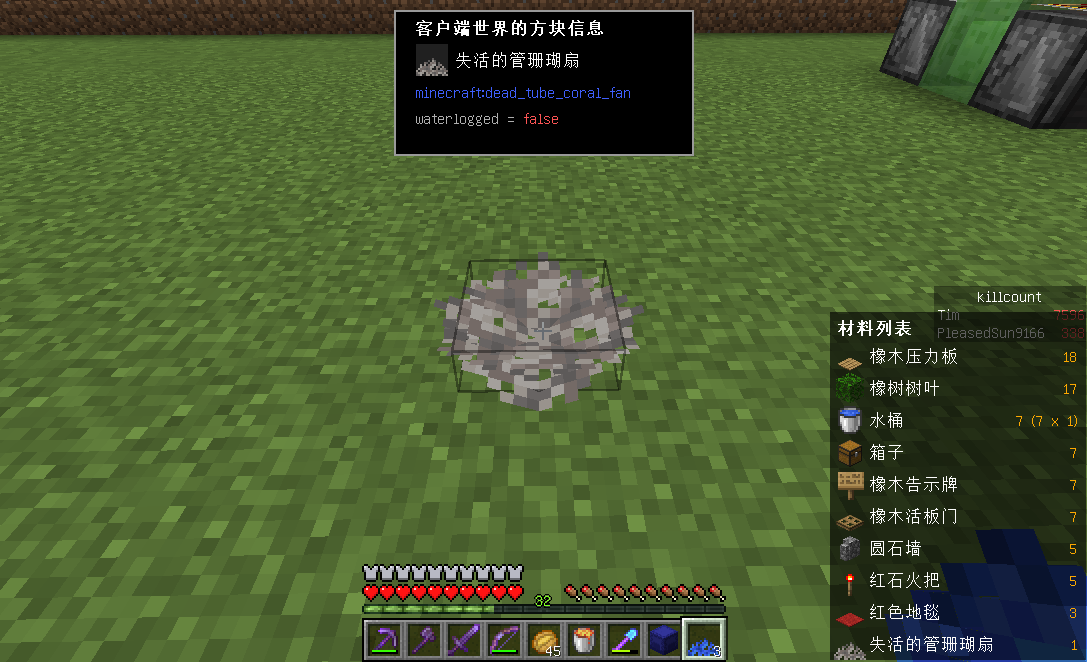 客户端世界的方块信息
失活的管珊瑚扇
minecraft:dead_tube_coral_fan
waterlogged = false
killcount
Tim 7596
PleasedSun9166 338
材料列表
橡木压力板 18
橡树树叶 17
水桶 7 (7 x 1)
箱子 7
橡木告示牌 7
橡木活板门 7
圆石墙 5
红石火把 5
红色地毯 3
失活的管珊瑚扇 1
32
45
3